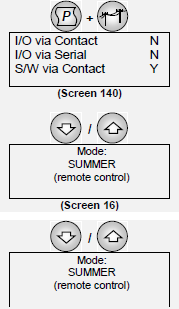 P +
I/O via Contact N
I/O via Serial N
S/W via Contact Y
(Screen 140)
/
Mode:
SUMMER
(remote control)
(Screen 16)
/
Mode:
SUMMER
(remote control)